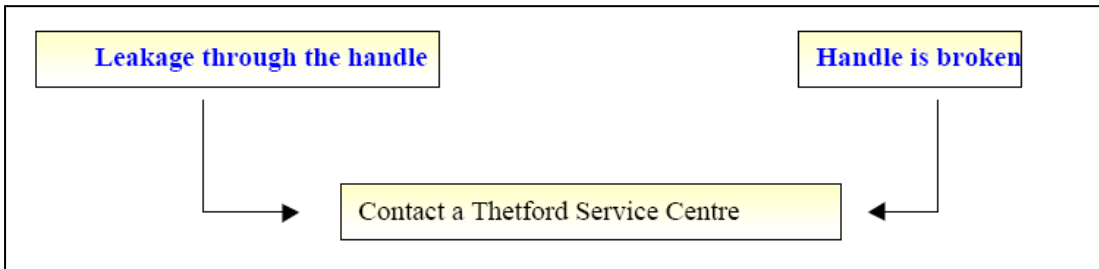 Leakage through the handle
Handle is broken
Contact a Thetford Service Centre